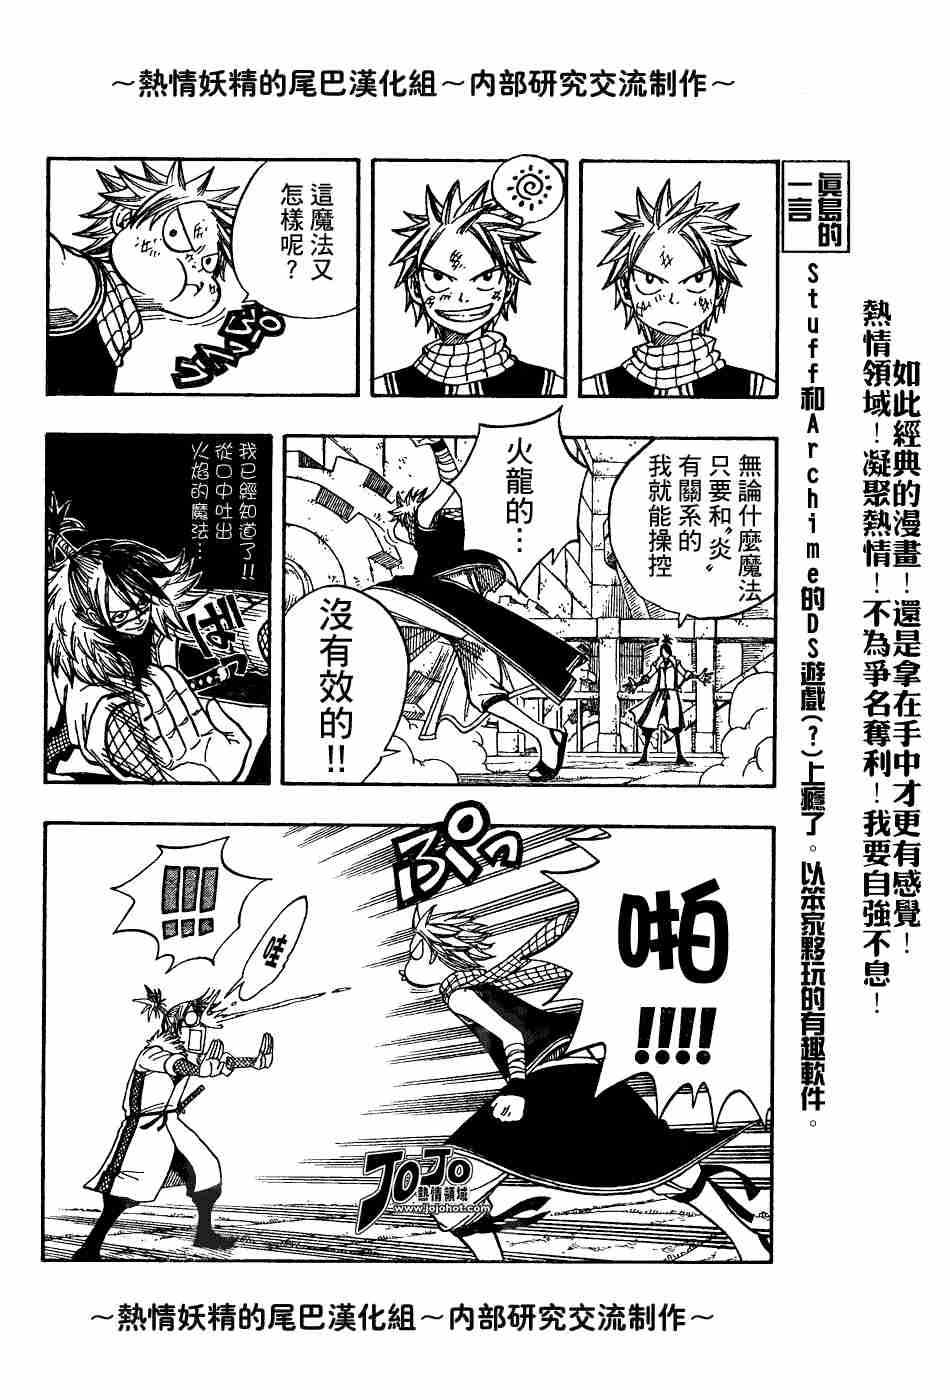 ～熱情妖精的尾巴漢化組～内部研究交流制作～
眞島的
一言
Stuff和Archime的DS遊戲(?)上癮了。以笨家夥玩的有趣軟件。
如此經典的漫畫！還是拿在手中才更有感覺！
熱情領域！凝聚熱情！不為爭名奪利！我要自強不息！
這魔法又
怎樣呢？
ぷくっ
無論什麼魔法
只要和〝炎〞
有關系的
我就能操控
火龍的…
沒有效的!!
我已經知道了!!
從口中吐出
火焰的魔法…
ぷっ
啪
!!!!
!!!
哇
JOJO
熱情領域
www.jojohot.com
～熱情妖精的尾巴漢化組～内部研究交流制作～